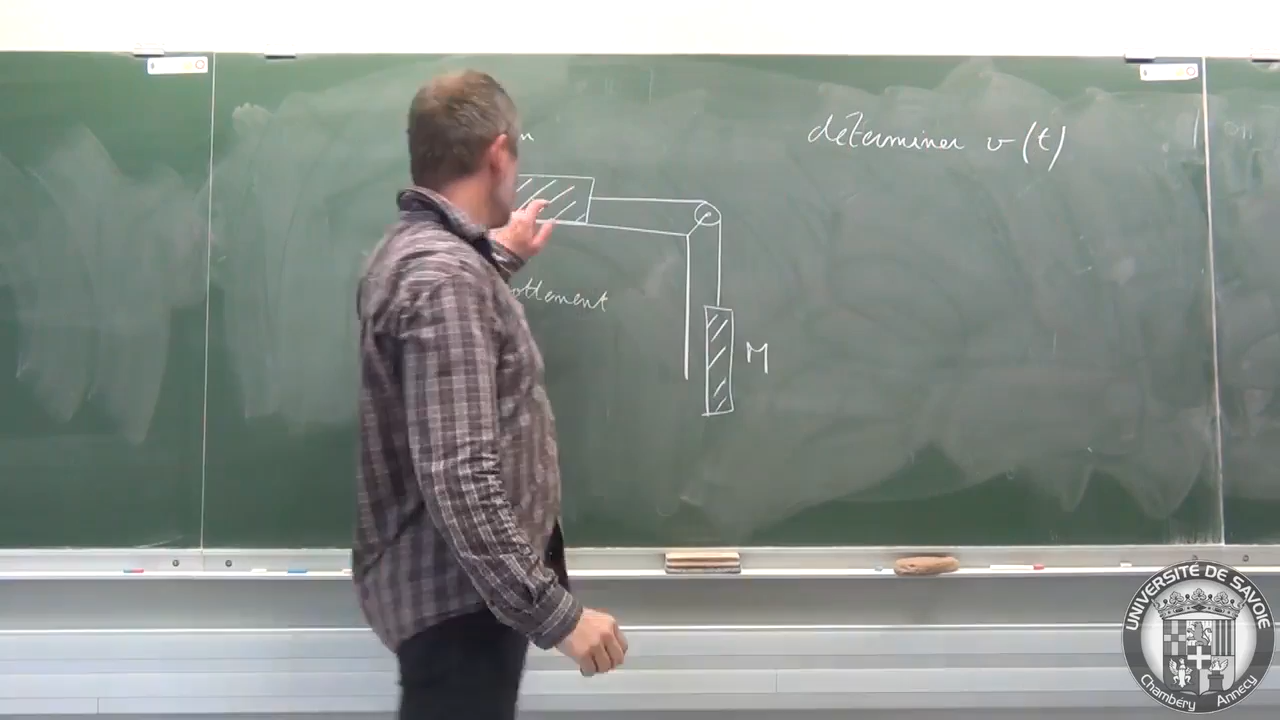 déterminer v(t)
m
ottement
M
UNIVERSITÉ DE SAVOIE
Chambéry Annecy